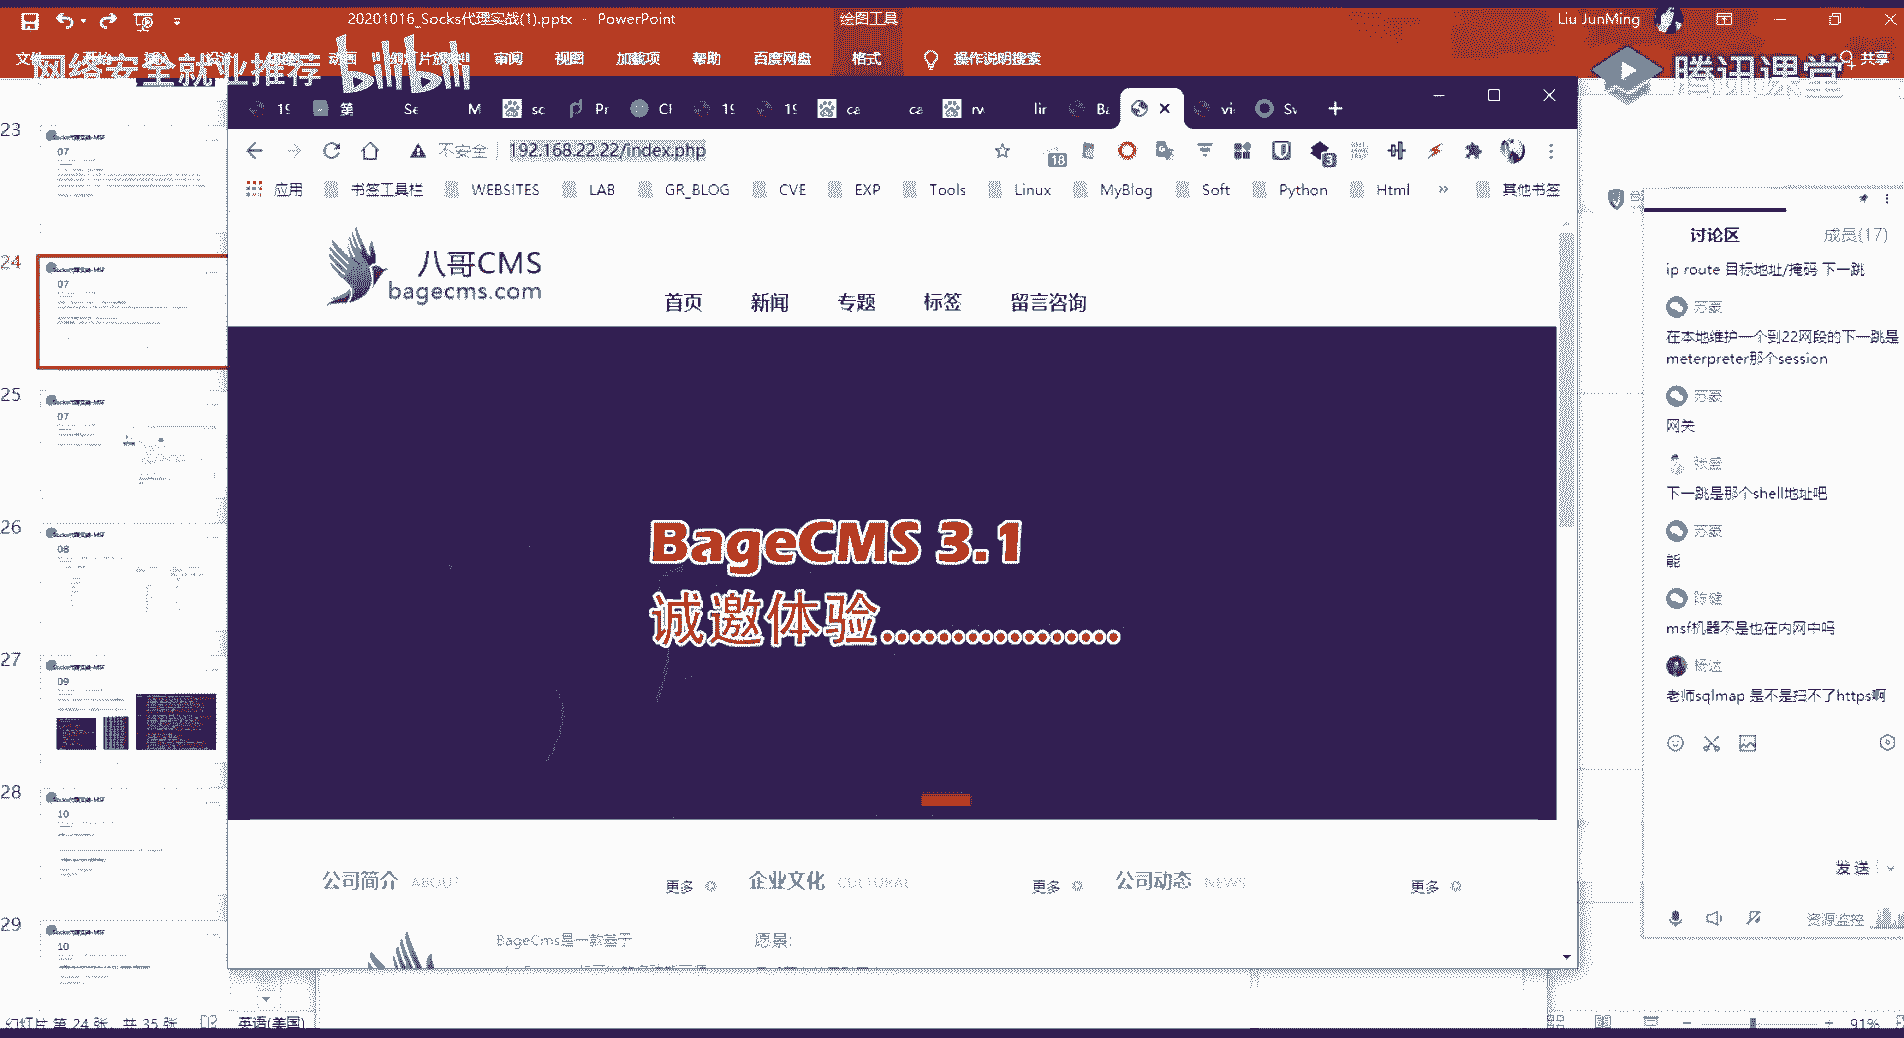 20201016_Socks代理实战(1).pptx - PowerPoint
绘图工具
Liu JunMing
审阅
视图
加载项
帮助
百度网盘
格式
操作说明搜索
共享
网络安全就业推荐
bilibili
腾讯课堂
23
07
24
07
25
07
26
08
27
09
28
10
29
10
不安全
192.168.22.22/index.php
18
3
应用
书签工具栏
WEBSITES
LAB
GR_BLOG
CVE
EXP
Tools
Linux
MyBlog
Soft
Python
Html
»
其他书签
八哥CMS
bagecms.com
首页
新闻
专题
标签
留言咨询
BageCMS 3.1
诚邀体验
公司简介 ABOUT
更多
企业文化 CULTURAL
更多
公司动态 NEWS
更多
BageCms是一款基于
愿景:
讨论区
成员(17)
ip route 目标地址/掩码 下一跳
苏豪
在本地维护一个到22网段的下一跳是
meterpreter那个session
苏豪
网关
张盛
下一跳是那个shell地址吧
苏豪
能
陈健
msf机器不是也在内网中吗
杨达
老师sqlmap 是不是扫不了https啊
发送
资源监控
幻灯片 第 24 张，共 35 张
英语(美国)
91%